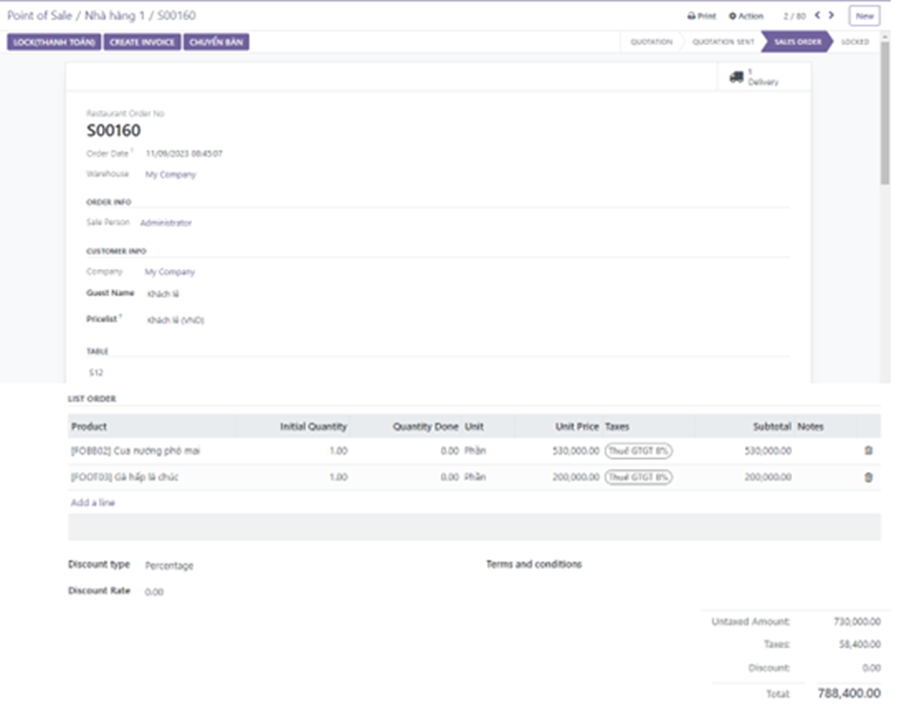 Point of Sale / Nhà hàng 1 / S00160
Print Action 2 / 80 New
LOCK(THANH TOÁN) CREATE INVOICE CHUYỂN BÀN
QUOTATION QUOTATION SENT SALES ORDER LOCKED
1
Delivery
Restaurant Order No
S00160
Order Date ? 11/09/2023 08:45:07
Warehouse My Company
ORDER INFO
Sale Person Administrator
CUSTOMER INFO
Company My Company
Guest Name Khách lẻ
Pricelist ? Khách lẻ (VND)
TABLE
S12
LIST ORDER
Product Initial Quantity Quantity Done Unit Unit Price Taxes Subtotal Notes
[FOBB02] Cua nướng phô mai 1.00 0.00 Phần 530,000.00 Thuế GTGT 8% 530,000.00
[FOOT03] Gà hấp lá chúc 1.00 0.00 Phần 200,000.00 Thuế GTGT 8% 200,000.00
Add a line
Discount type Percentage
Terms and conditions
Discount Rate 0.00
Untaxed Amount: 730,000.00
Taxes: 58,400.00
Discount: 0.00
Total: 788,400.00